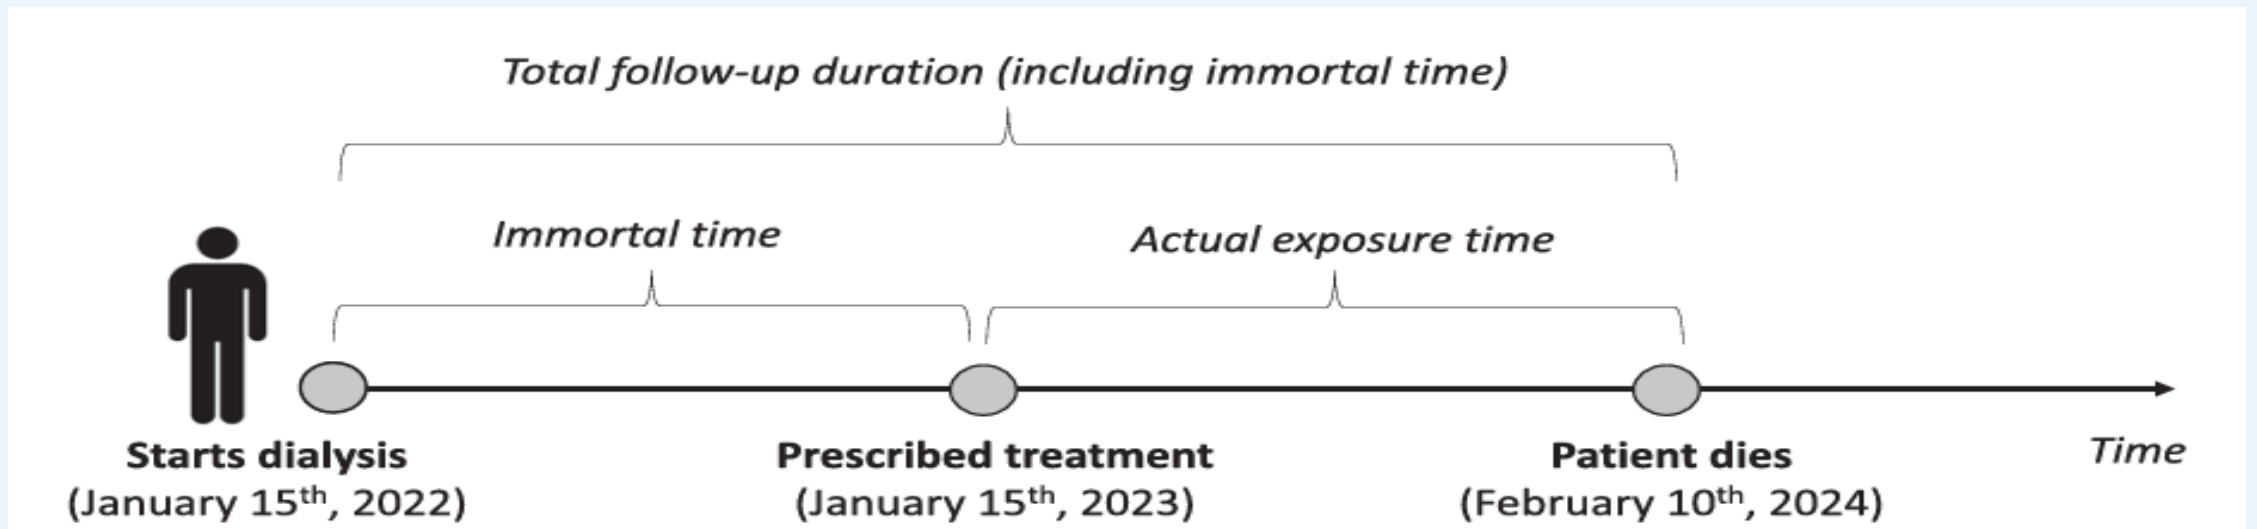 Total follow-up duration (including immortal time)
Immortal time
Actual exposure time
Starts dialysis
(January 15th, 2022)
Prescribed treatment
(January 15th, 2023)
Patient dies
(February 10th, 2024)
Time